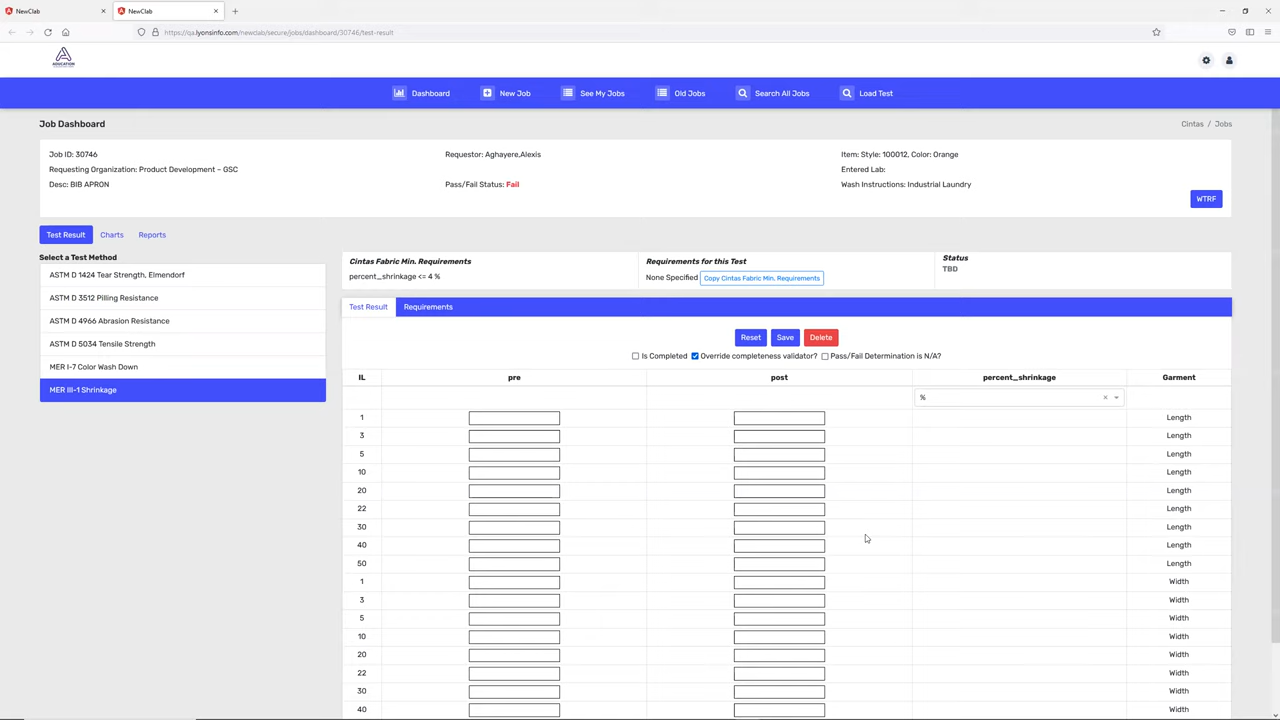 NewClab
NewClab
https://qa.lyonsinfo.com/newclab/secure/jobs/dashboard/30746/test-result
ADUCATION
Dashboard
New Job
See My Jobs
Old Jobs
Search All Jobs
Load Test
Job Dashboard
Cintas / Jobs
Job ID: 30746
Requestor: Aghayere,Alexis
Item: Style: 100012, Color: Orange
Requesting Organization: Product Development – GSC
Entered Lab:
Desc: BIB APRON
Pass/Fail Status: Fail
Wash Instructions: Industrial Laundry
WTRF
Test Result
Charts
Reports
Select a Test Method
ASTM D 1424 Tear Strength, Elmendorf
ASTM D 3512 Pilling Resistance
ASTM D 4966 Abrasion Resistance
ASTM D 5034 Tensile Strength
MER I-7 Color Wash Down
MER III-1 Shrinkage
Cintas Fabric Min. Requirements
percent_shrinkage <= 4 %
Requirements for this Test
None Specified Copy Cintas Fabric Min. Requirements
Status
TBD
Test Result
Requirements
Reset
Save
Delete
Is Completed
Override completeness validator?
Pass/Fail Determination is N/A?
IL pre post percent_shrinkage Garment
%
1 Length
3 Length
5 Length
10 Length
20 Length
22 Length
30 Length
40 Length
50 Length
1 Width
3 Width
5 Width
10 Width
20 Width
22 Width
30 Width
40 Width